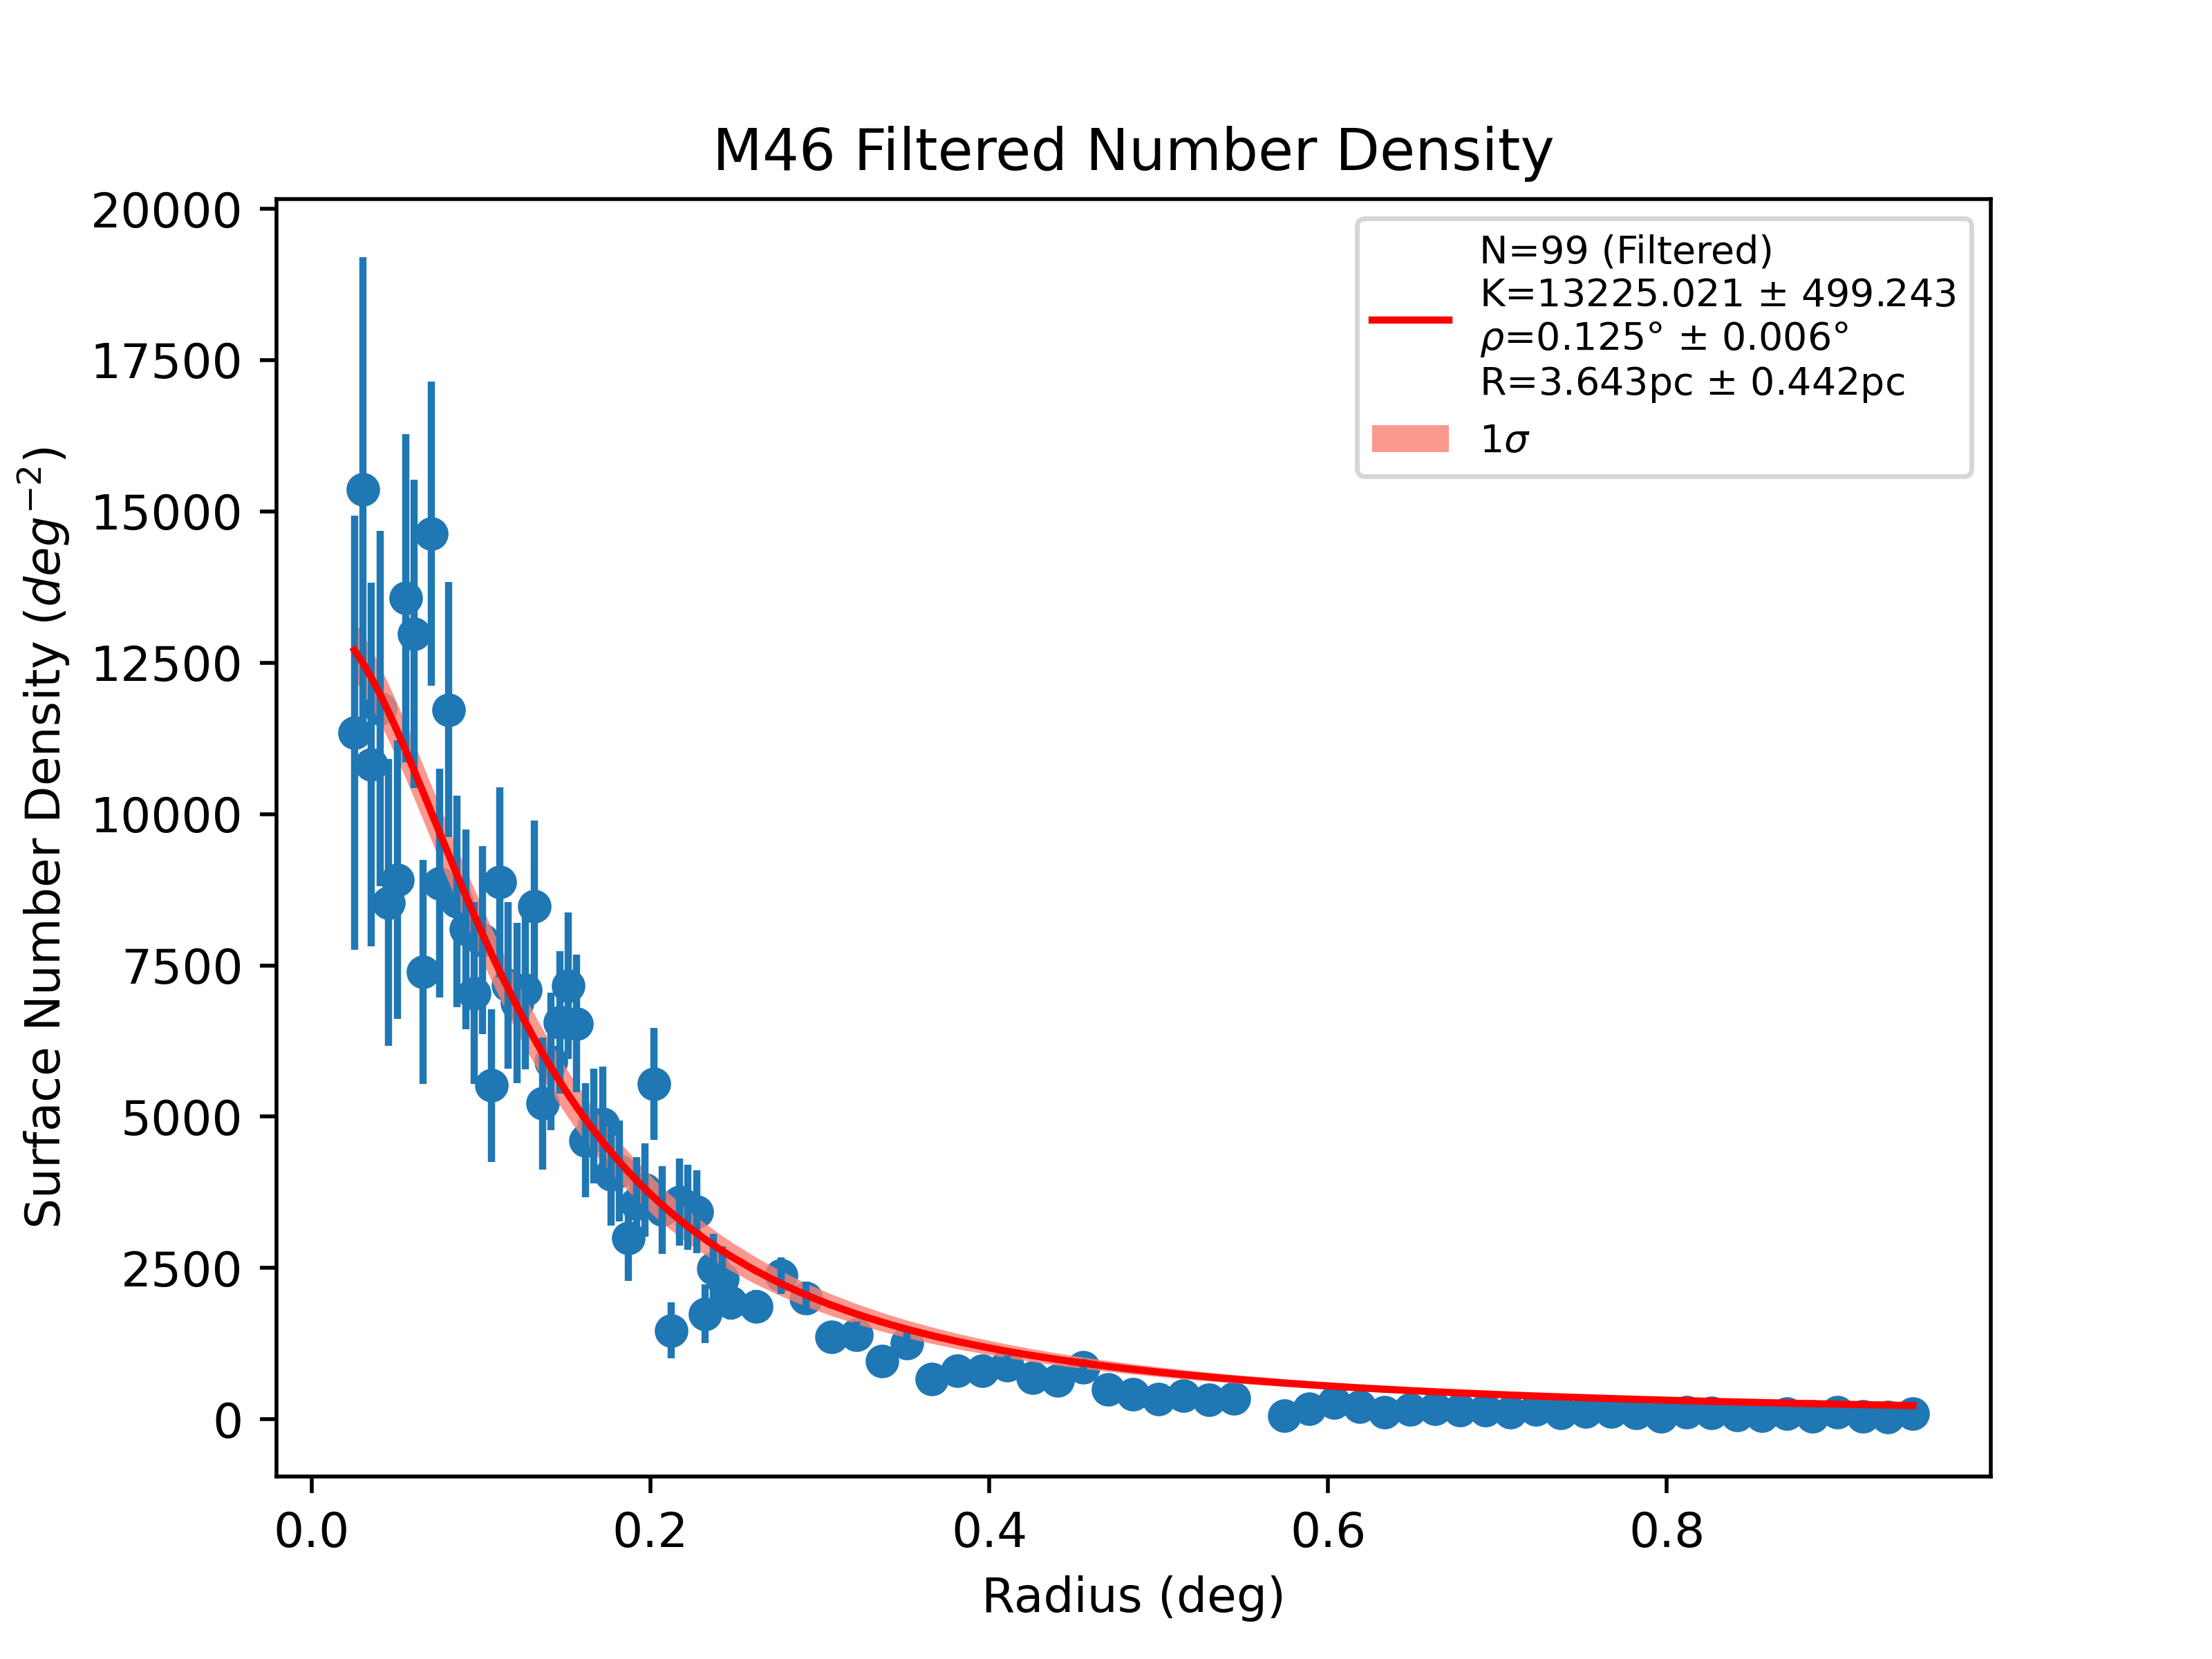 M46 Filtered Number Density
20000
17500
15000
12500
10000
7500
5000
2500
0
Surface Number Density (deg⁻²)
N=99 (Filtered)
K=13225.021 ± 499.243
ρ=0.125° ± 0.006°
R=3.643pc ± 0.442pc
1σ
0.0 0.2 0.4 0.6 0.8
Radius (deg)